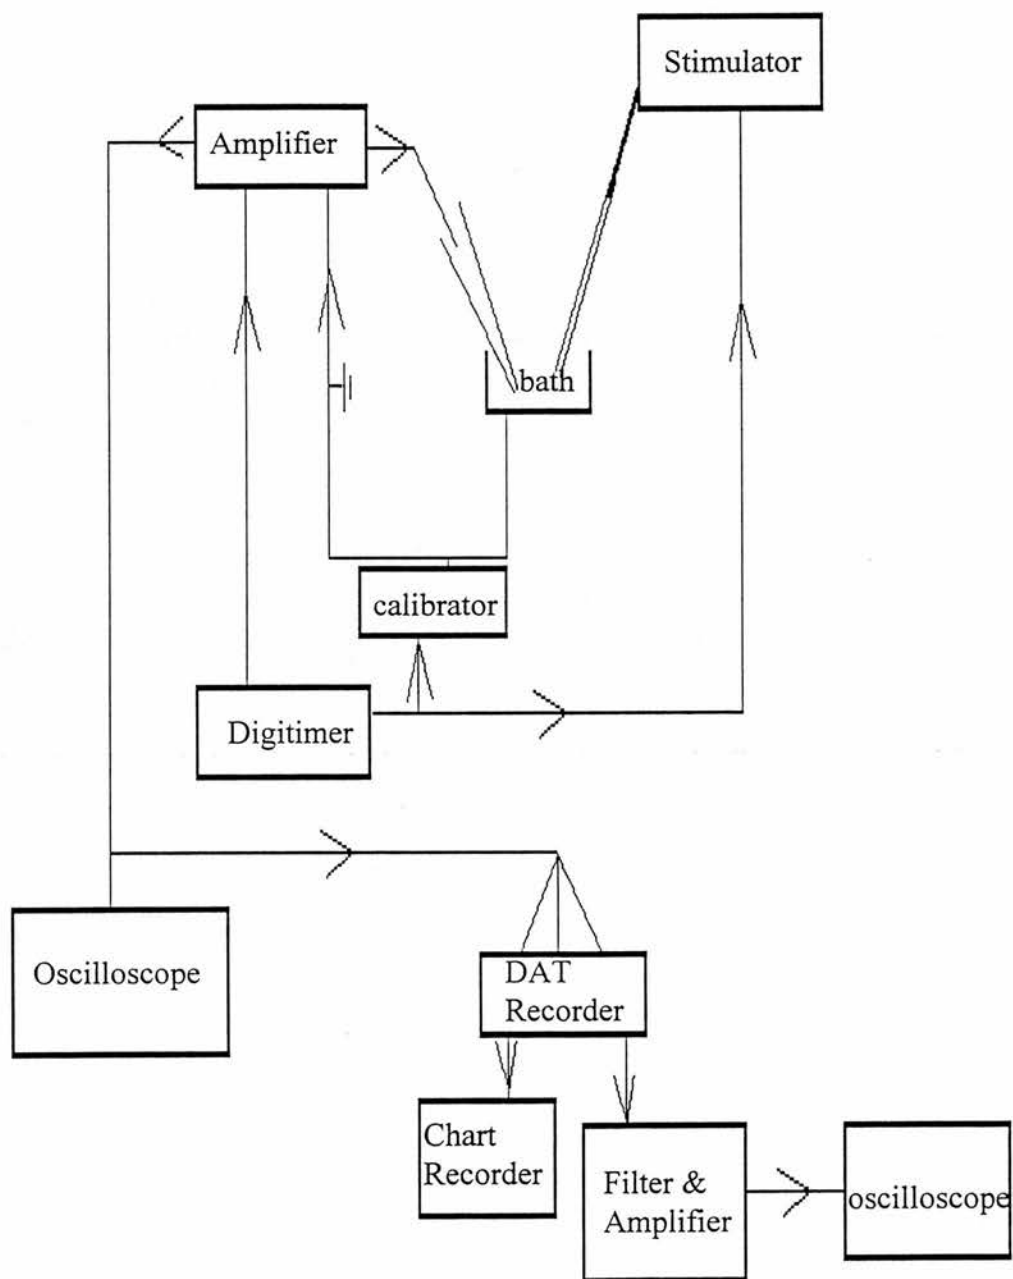 Stimulator
Amplifier
bath
calibrator
Digitimer
Oscilloscope
DAT
Recorder
Chart
Recorder
Filter &
Amplifier
oscilloscope